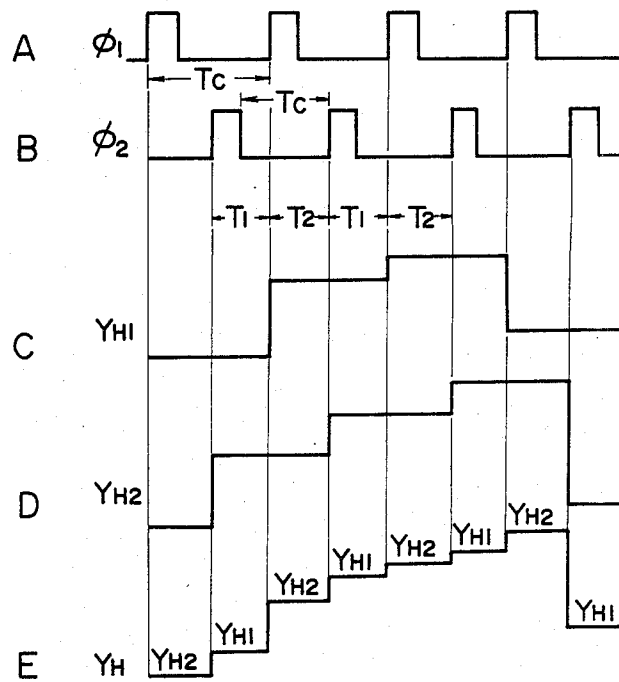 A ϕ1
Tc
Tc
B ϕ2
T1 T2 T1 T2
C YH1
D YH2
YH2 YH1 YH2 YH1 YH2 YH1 YH2 YH1
E YH